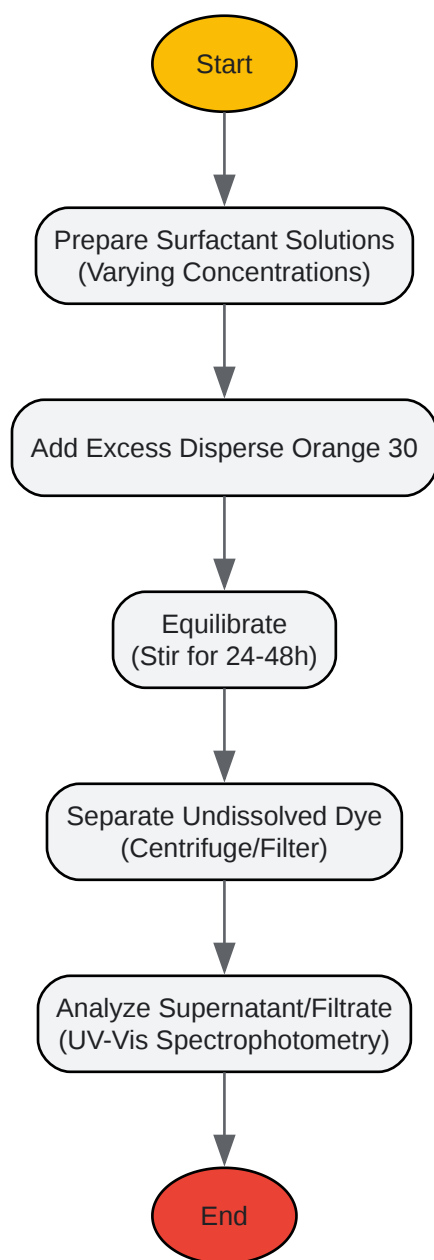 Start
Prepare Surfactant Solutions
(Varying Concentrations)
Add Excess Disperse Orange 30
Equilibrate
(Stir for 24-48h)
Separate Undissolved Dye
(Centrifuge/Filter)
Analyze Supernatant/Filtrate
(UV-Vis Spectrophotometry)
End